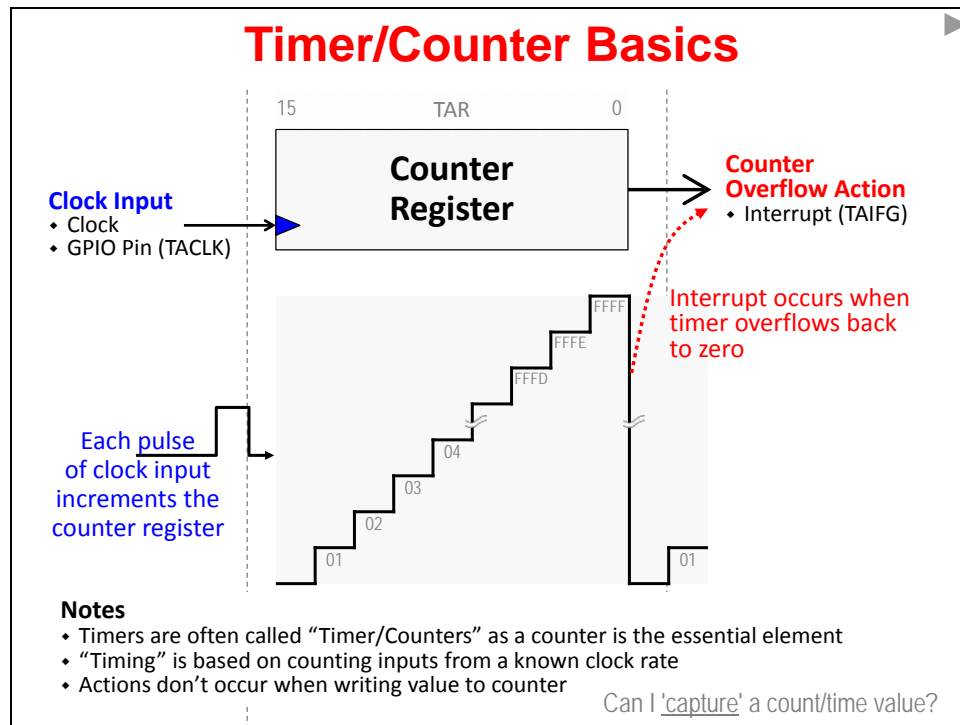 Timer/Counter Basics
15 TAR 0
Counter
Register
Clock Input
◆ Clock
◆ GPIO Pin (TACLK)
Counter
Overflow Action
◆ Interrupt (TAIFG)
Interrupt occurs when
timer overflows back
to zero
FFFF
FFFE
FFFD
04
03
02
01
01
Each pulse
of clock input
increments the
counter register
Notes
◆ Timers are often called “Timer/Counters” as a counter is the essential element
◆ “Timing” is based on counting inputs from a known clock rate
◆ Actions don’t occur when writing value to counter
Can I 'capture' a count/time value?